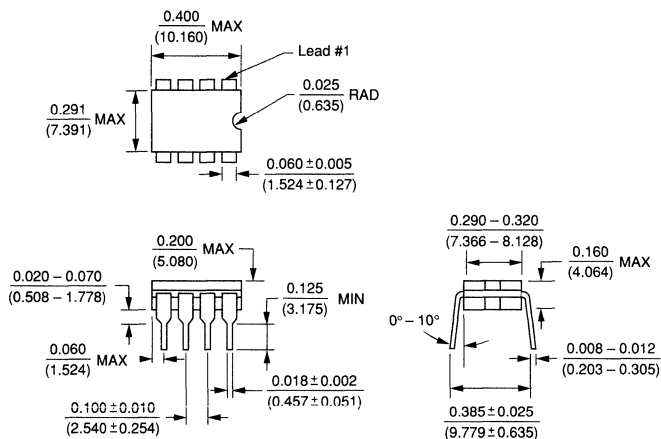 0.400
(10.160) MAX
Lead #1
0.025
(0.635) RAD
0.291
(7.391) MAX
0.060 ± 0.005
(1.524 ± 0.127)
0.200
(5.080) MAX
0.290 – 0.320
(7.366 – 8.128)
0.160
(4.064) MAX
0.020 – 0.070
(0.508 – 1.778)
0.125
(3.175) MIN
0° – 10°
0.060
(1.524) MAX
0.018 ± 0.002
(0.457 ± 0.051)
0.008 – 0.012
(0.203 – 0.305)
0.100 ± 0.010
(2.540 ± 0.254)
0.385 ± 0.025
(9.779 ± 0.635)